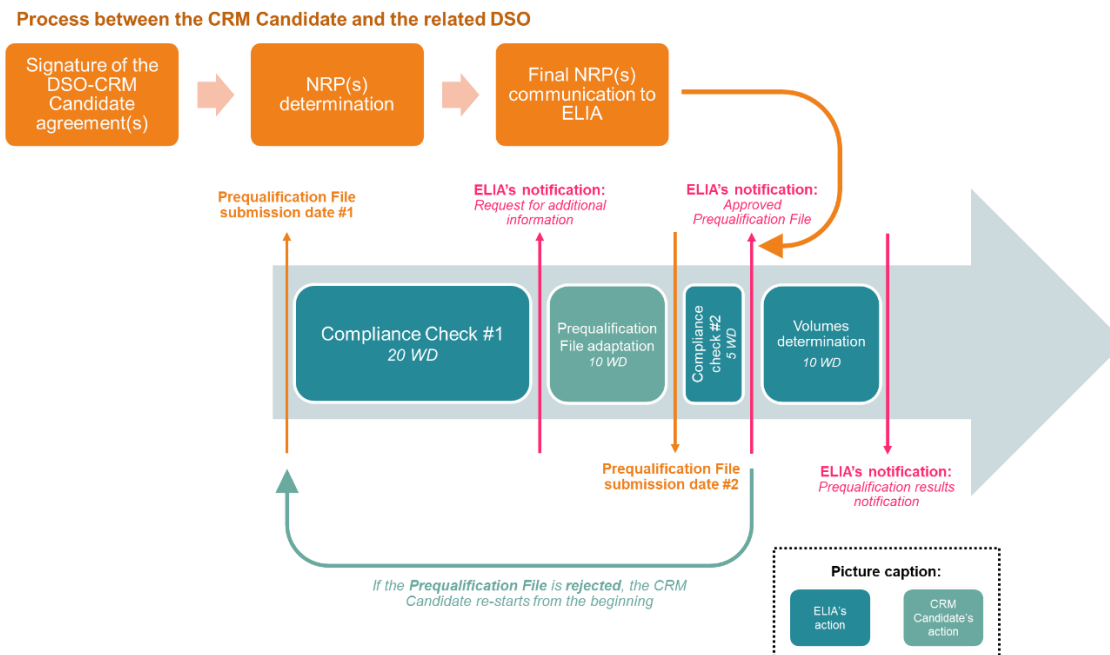 Process between the CRM Candidate and the related DSO
Signature of the
DSO-CRM
Candidate
agreement(s)
NRP(s)
determination
Final NRP(s)
communication to
ELIA
Prequalification File
submission date #1
ELIA's notification:
Request for additional
information
ELIA's notification:
Approved
Prequalification File
Compliance Check #1
20 WD
Prequalification
File adaptation
10 WD
Compliance
check #2
5 WD
Volumes
determination
10 WD
Prequalification File
submission date #2
ELIA's notification:
Prequalification results
notification
If the Prequalification File is rejected, the CRM
Candidate re-starts from the beginning
Picture caption:
ELIA's
action
CRM
Candidate's
action